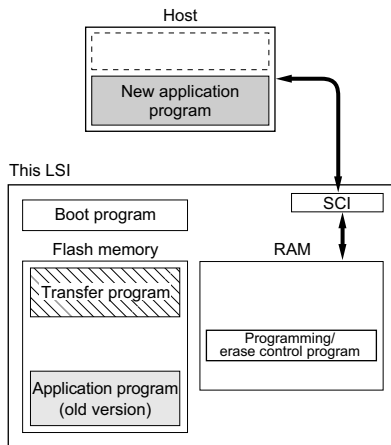 Host
New application
program
This LSI
SCI
Boot program
Flash memory
RAM
Transfer program
Programming/
erase control program
Application program
(old version)